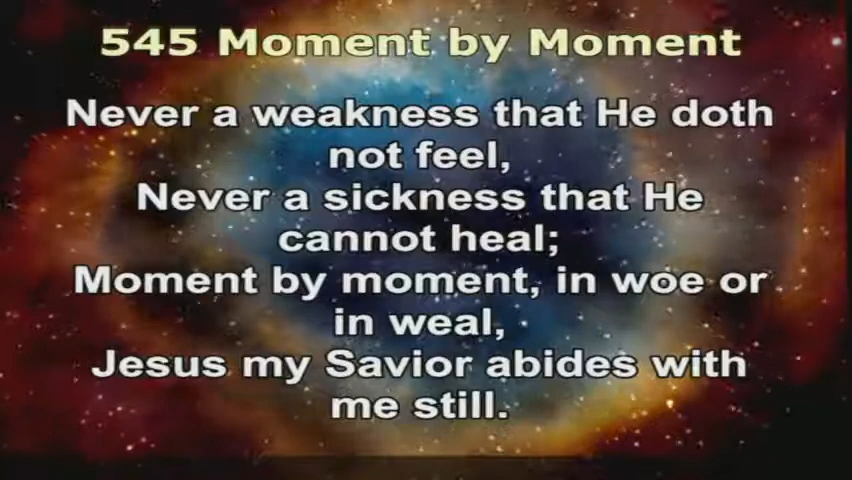 545 Moment by Moment
Never a weakness that He doth
not feel,
Never a sickness that He
cannot heal;
Moment by moment, in woe or
in weal,
Jesus my Savior abides with
me still.